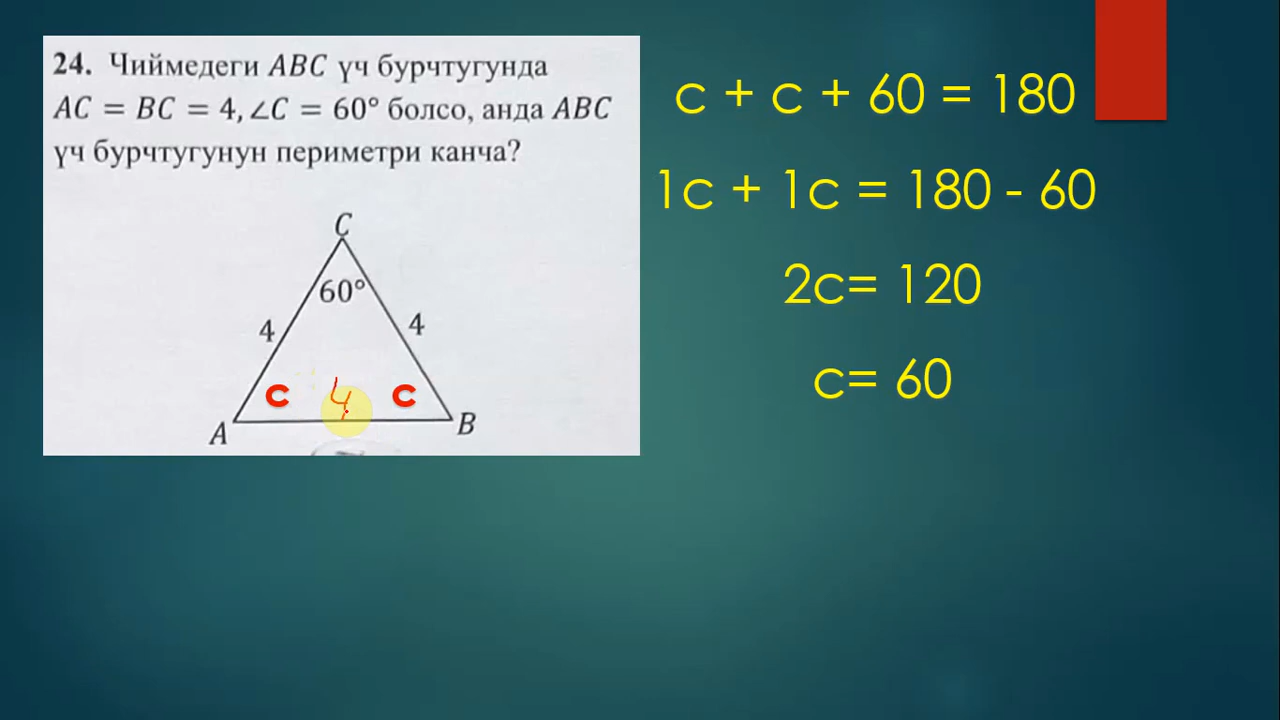 24. Чиймедеги ABC үч бурчтугунда
AC = BC = 4, ∠C = 60° болсо, анда ABC
үч бурчтугунун периметри канча?
C
60°
4
4
c
4
c
A
B
c + c + 60 = 180
1c + 1c = 180 - 60
2c= 120
c= 60